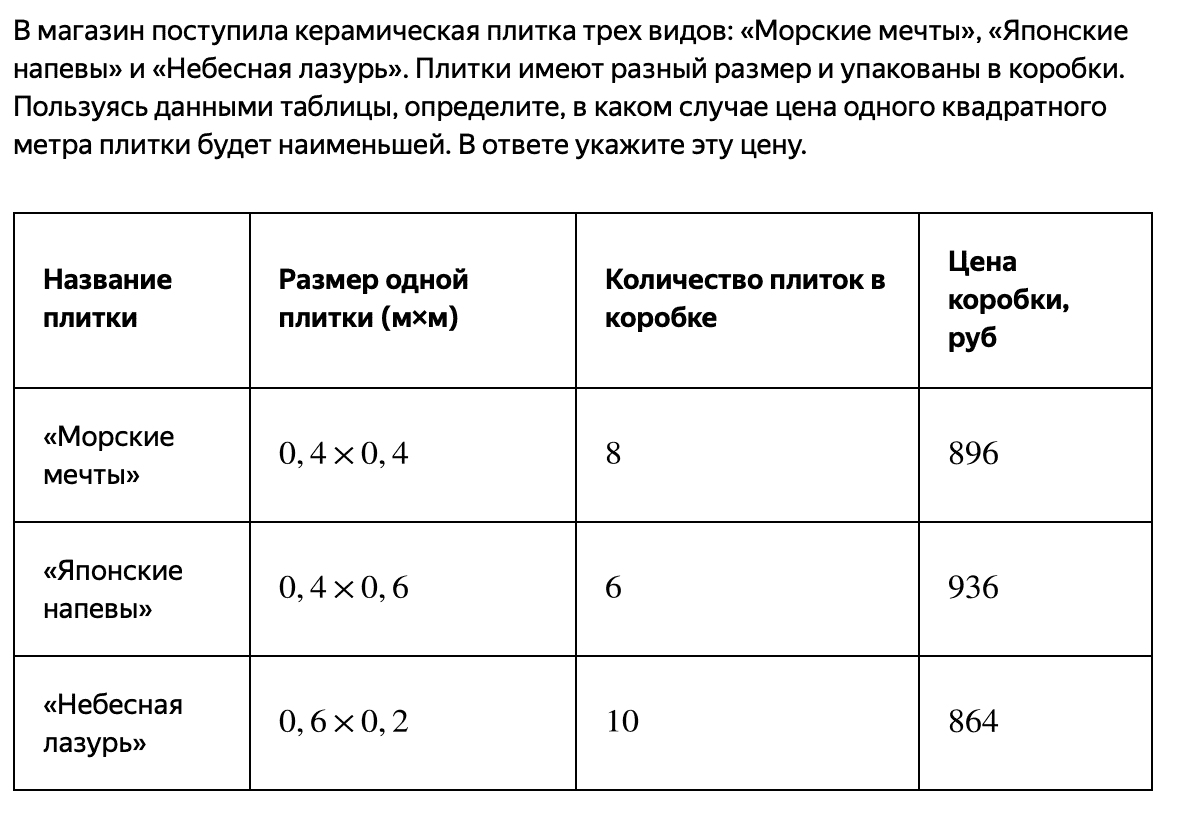 В магазин поступила керамическая плитка трех видов: «Морские мечты», «Японские
напевы» и «Небесная лазурь». Плитки имеют разный размер и упакованы в коробки.
Пользуясь данными таблицы, определите, в каком случае цена одного квадратного
метра плитки будет наименьшей. В ответе укажите эту цену.
Название
плитки
Размер одной
плитки (м×м)
Количество плиток в
коробке
Цена
коробки,
руб
«Морские
мечты»
0, 4 × 0, 4
8
896
«Японские
напевы»
0, 4 × 0, 6
6
936
«Небесная
лазурь»
0, 6 × 0, 2
10
864